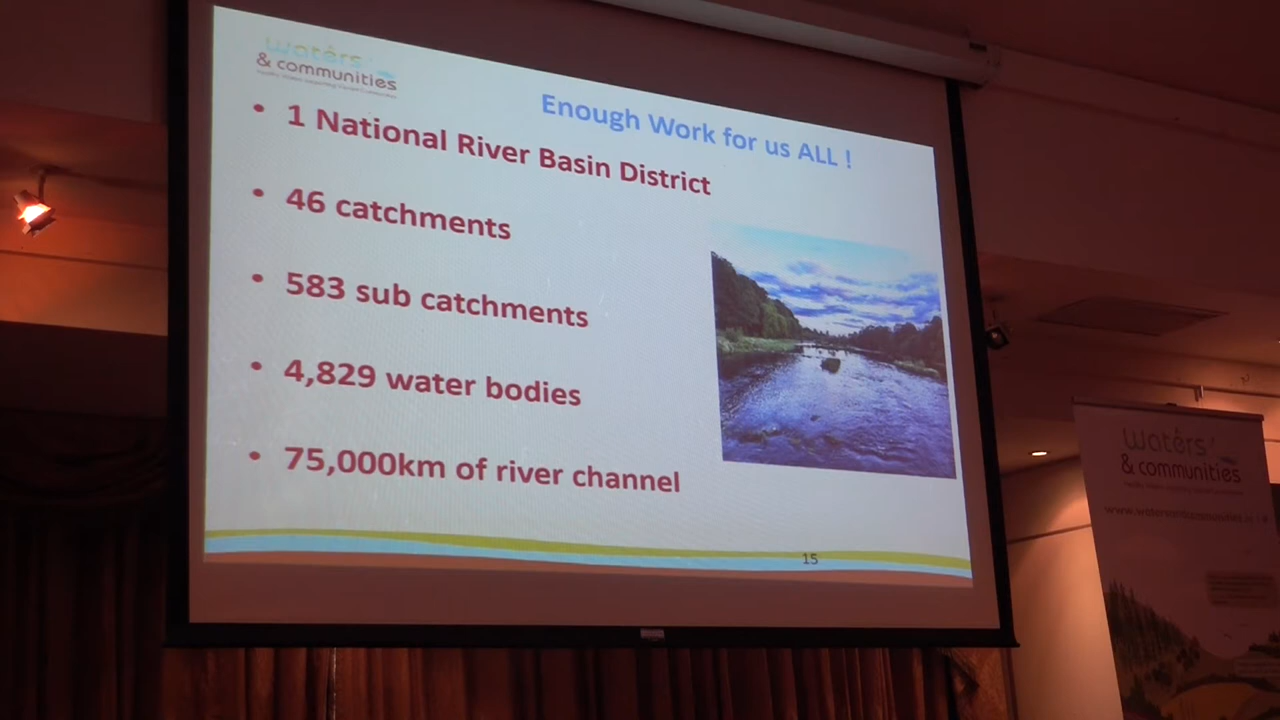 waters
& communities
Enough Work for us ALL !
• 1 National River Basin District
• 46 catchments
• 583 sub catchments
• 4,829 water bodies
• 75,000km of river channel
15
waters
& communities